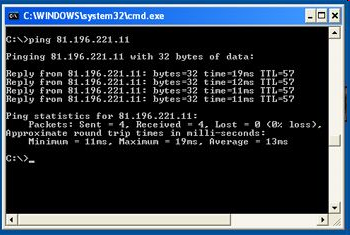 C:\WINDOWS\system32\cmd.exe
C:\>ping 81.196.221.11
Pinging 81.196.221.11 with 32 bytes of data:
Reply from 81.196.221.11: bytes=32 time=19ms TTL=57
Reply from 81.196.221.11: bytes=32 time=12ms TTL=57
Reply from 81.196.221.11: bytes=32 time=11ms TTL=57
Reply from 81.196.221.11: bytes=32 time=11ms TTL=57
Ping statistics for 81.196.221.11:
Packets: Sent = 4, Received = 4, Lost = 0 (0% loss),
Approximate round trip times in milli-seconds:
Minimum = 11ms, Maximum = 19ms, Average = 13ms
C:\>_